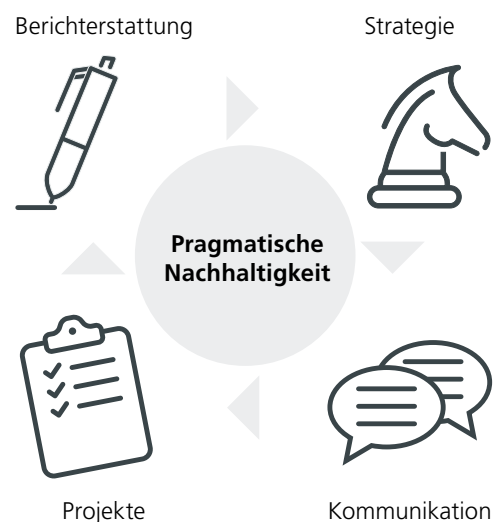 Berichterstattung
Strategie
Pragmatische
Nachhaltigkeit
Projekte
Kommunikation